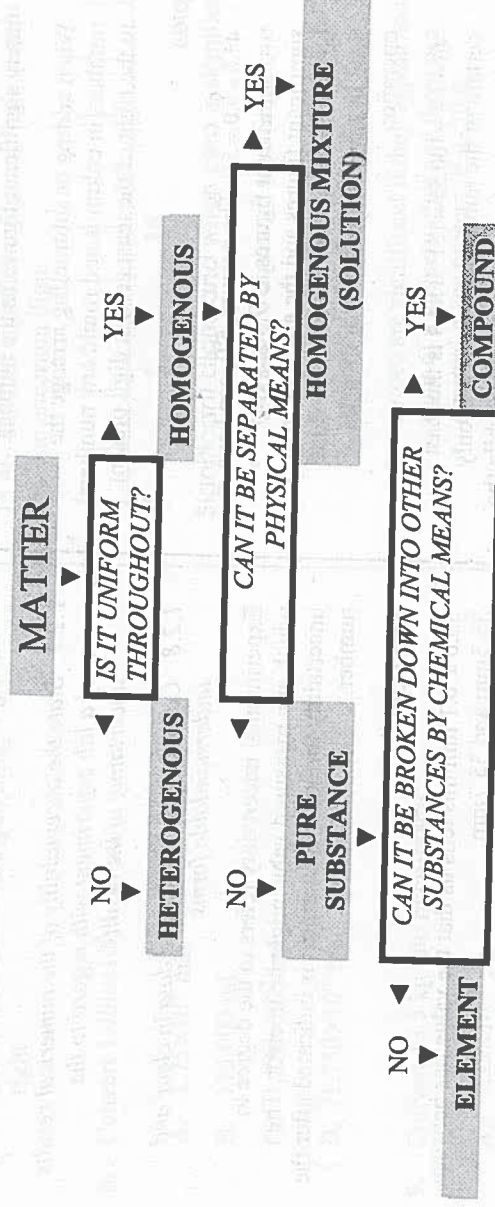 MATTER
IS IT UNIFORM
THROUGHOUT?
NO
YES
HETEROGENOUS
HOMOGENOUS
CAN IT BE SEPARATED BY
PHYSICAL MEANS?
NO
YES
PURE
SUBSTANCE
HOMOGENOUS MIXTURE
(SOLUTION)
CAN IT BE BROKEN DOWN INTO OTHER
SUBSTANCES BY CHEMICAL MEANS?
NO
YES
ELEMENT
COMPOUND